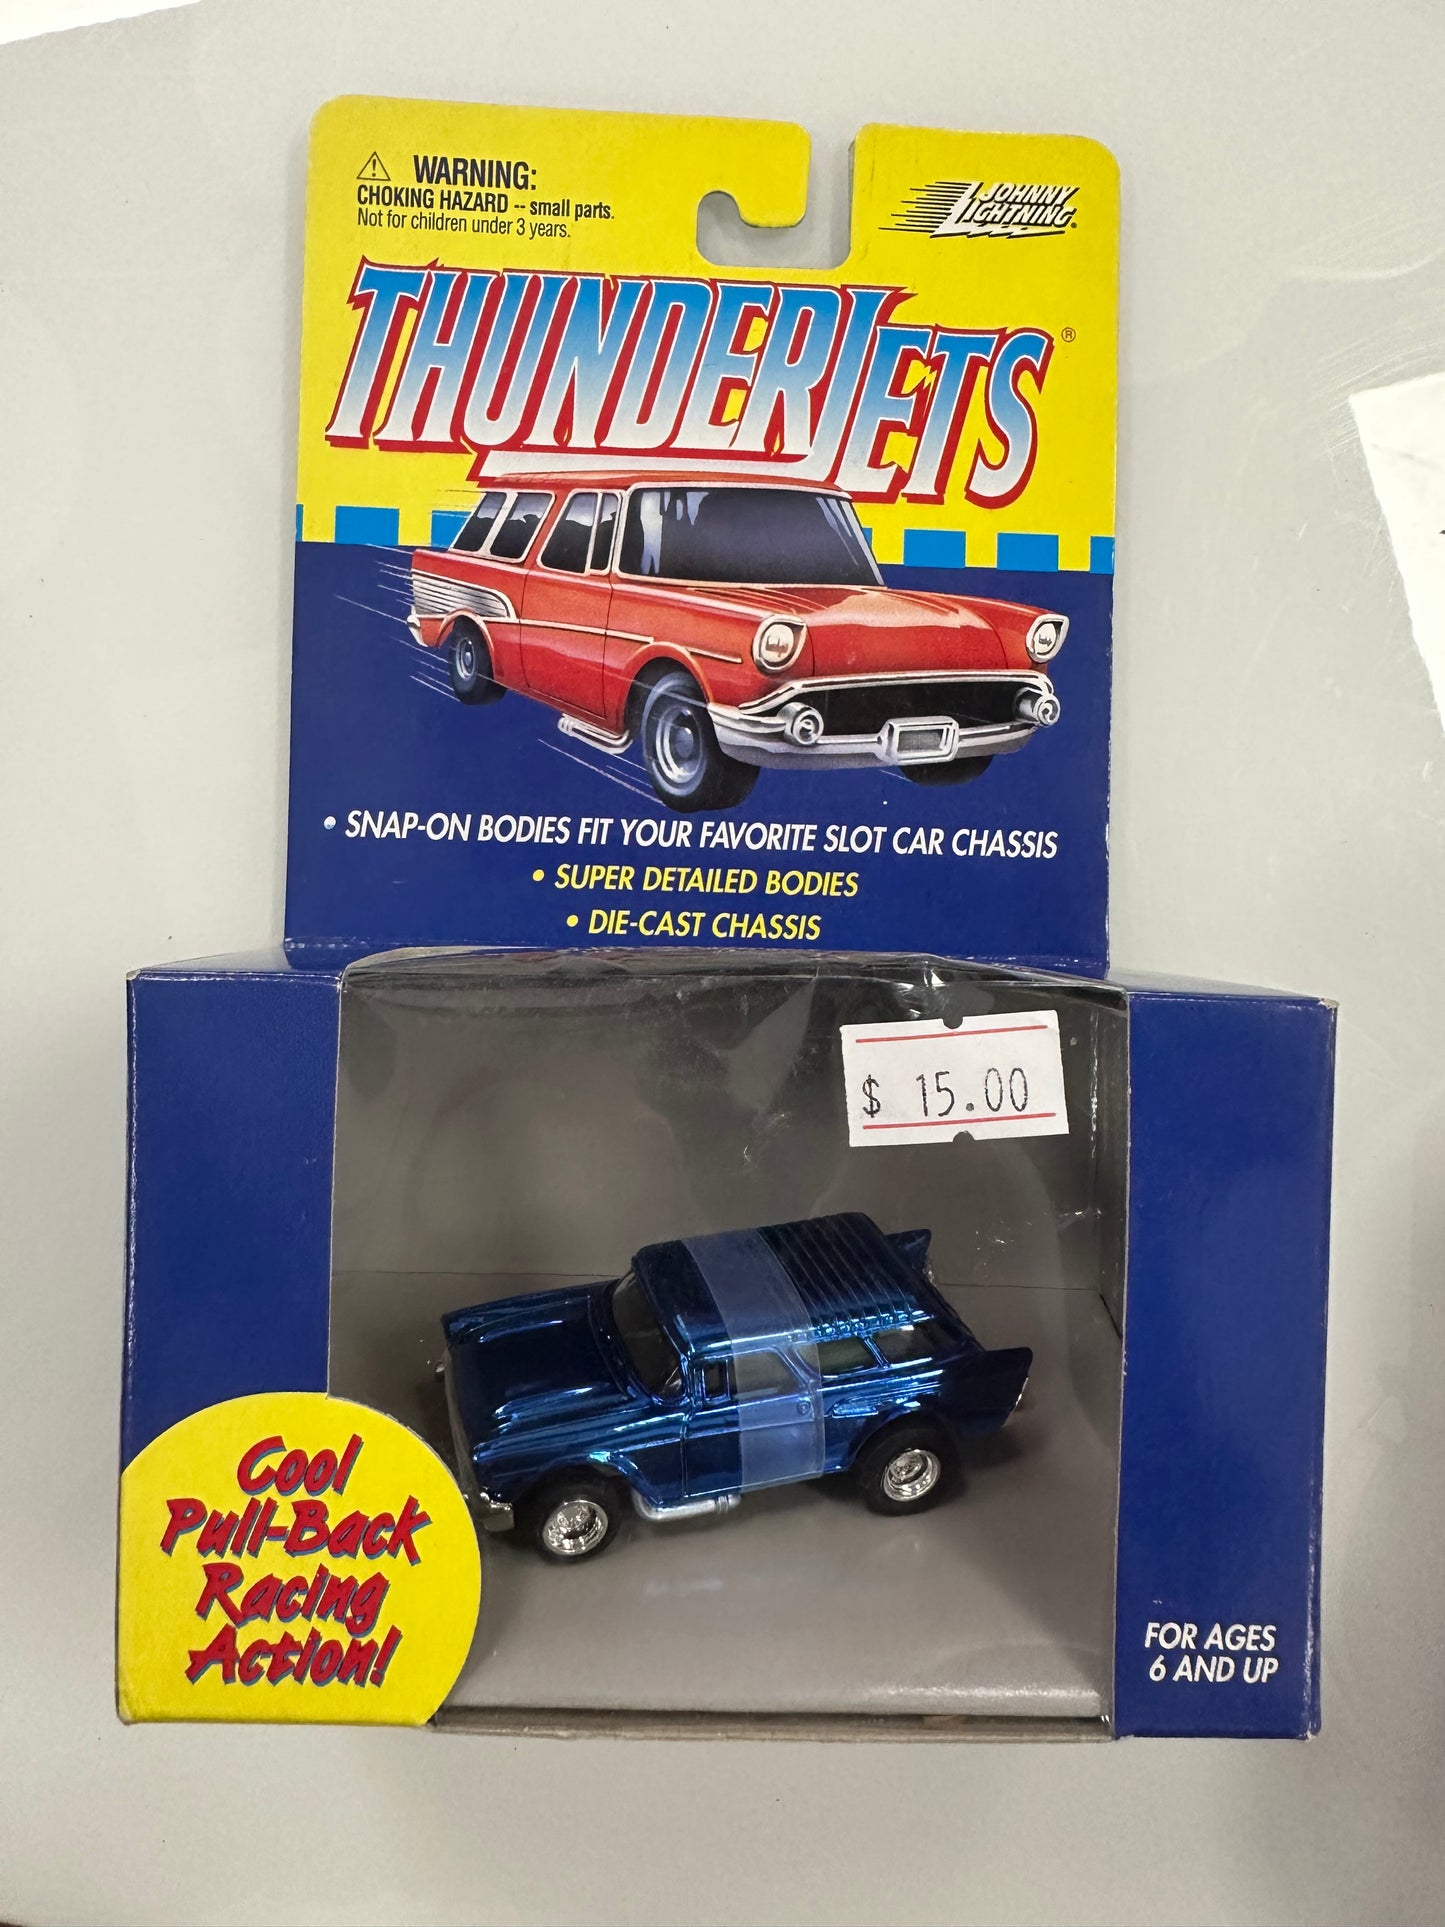 ⚠ WARNING:
CHOKING HAZARD -- small parts.
Not for children under 3 years.
JOHNNY
LIGHTNING®
THUNDERJETS®
• SNAP-ON BODIES FIT YOUR FAVORITE SLOT CAR CHASSIS
• SUPER DETAILED BODIES
• DIE-CAST CHASSIS
$ 15.00
Cool
Pull-Back
Racing
Action!
FOR AGES
6 AND UP